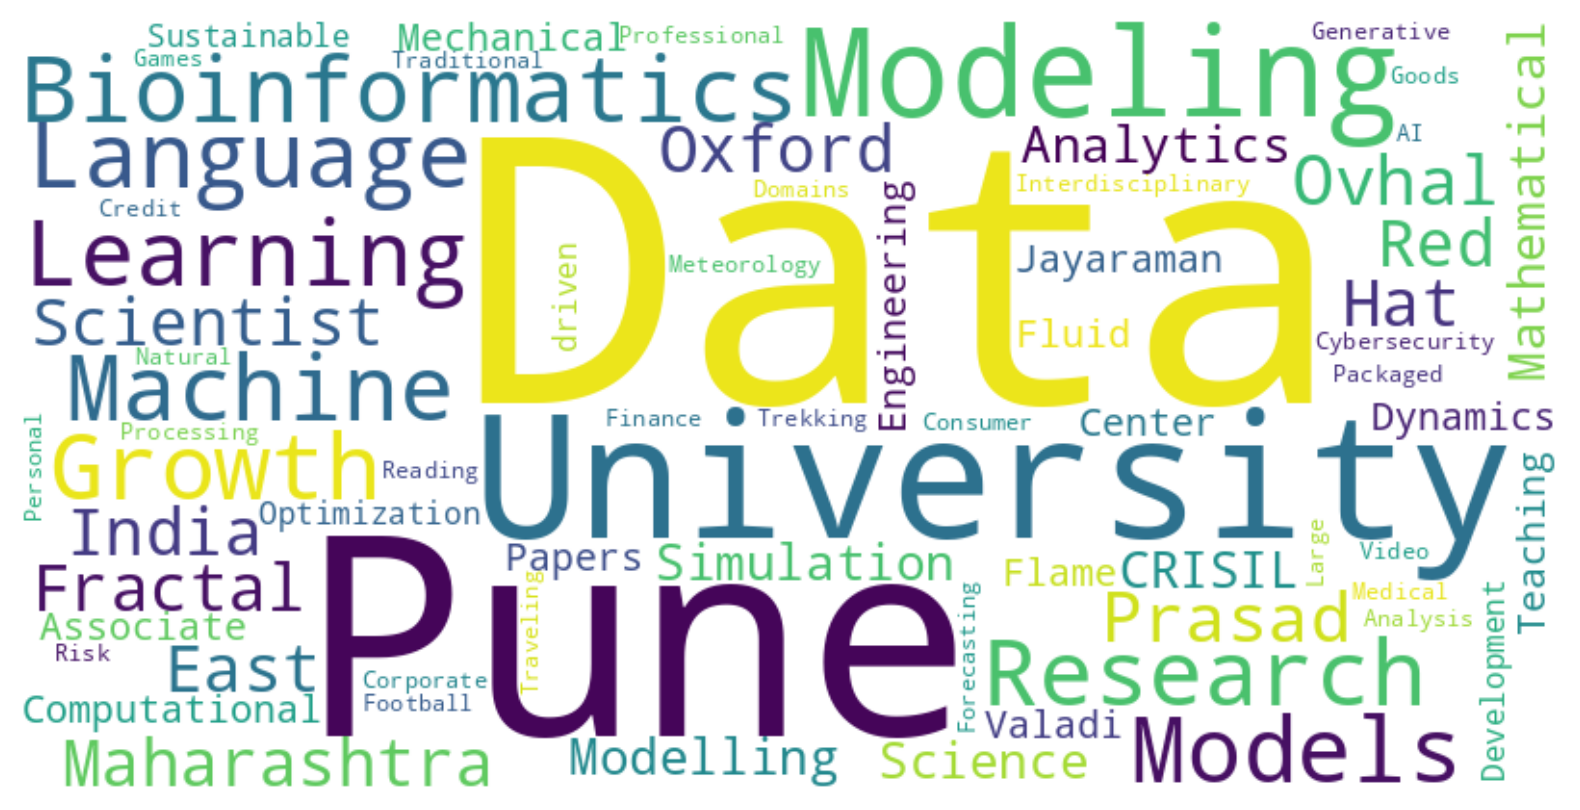 Sustainable
Mechanical
Professional
Modeling
Generative
Mathematical
Games
Traditional
Bioinformatics
Goods
Language
Oxford
Analytics
AI
Data
Domains
Interdisciplinary
Ovhal
Credit
Learning
Engineering
Red
driven
Meteorology
Jayaraman
Scientist
Hat
Fluid
Natural
Cybersecurity
Machine
Packaged
University
Personal
Processing
Finance
Trekking
Consumer
Center
Dynamics
Growth
Reading
Teaching
India
Optimization
Pune
Papers
Simulation
Flame
CRISIL
Large
Video
Fractal
Traveling
Prasad
Medical
Associate
Analysis
Risk
East
Forecasting
Research
Development
Corporate
Computational
Football
Valadi
Maharashtra
Modelling
Science
Models